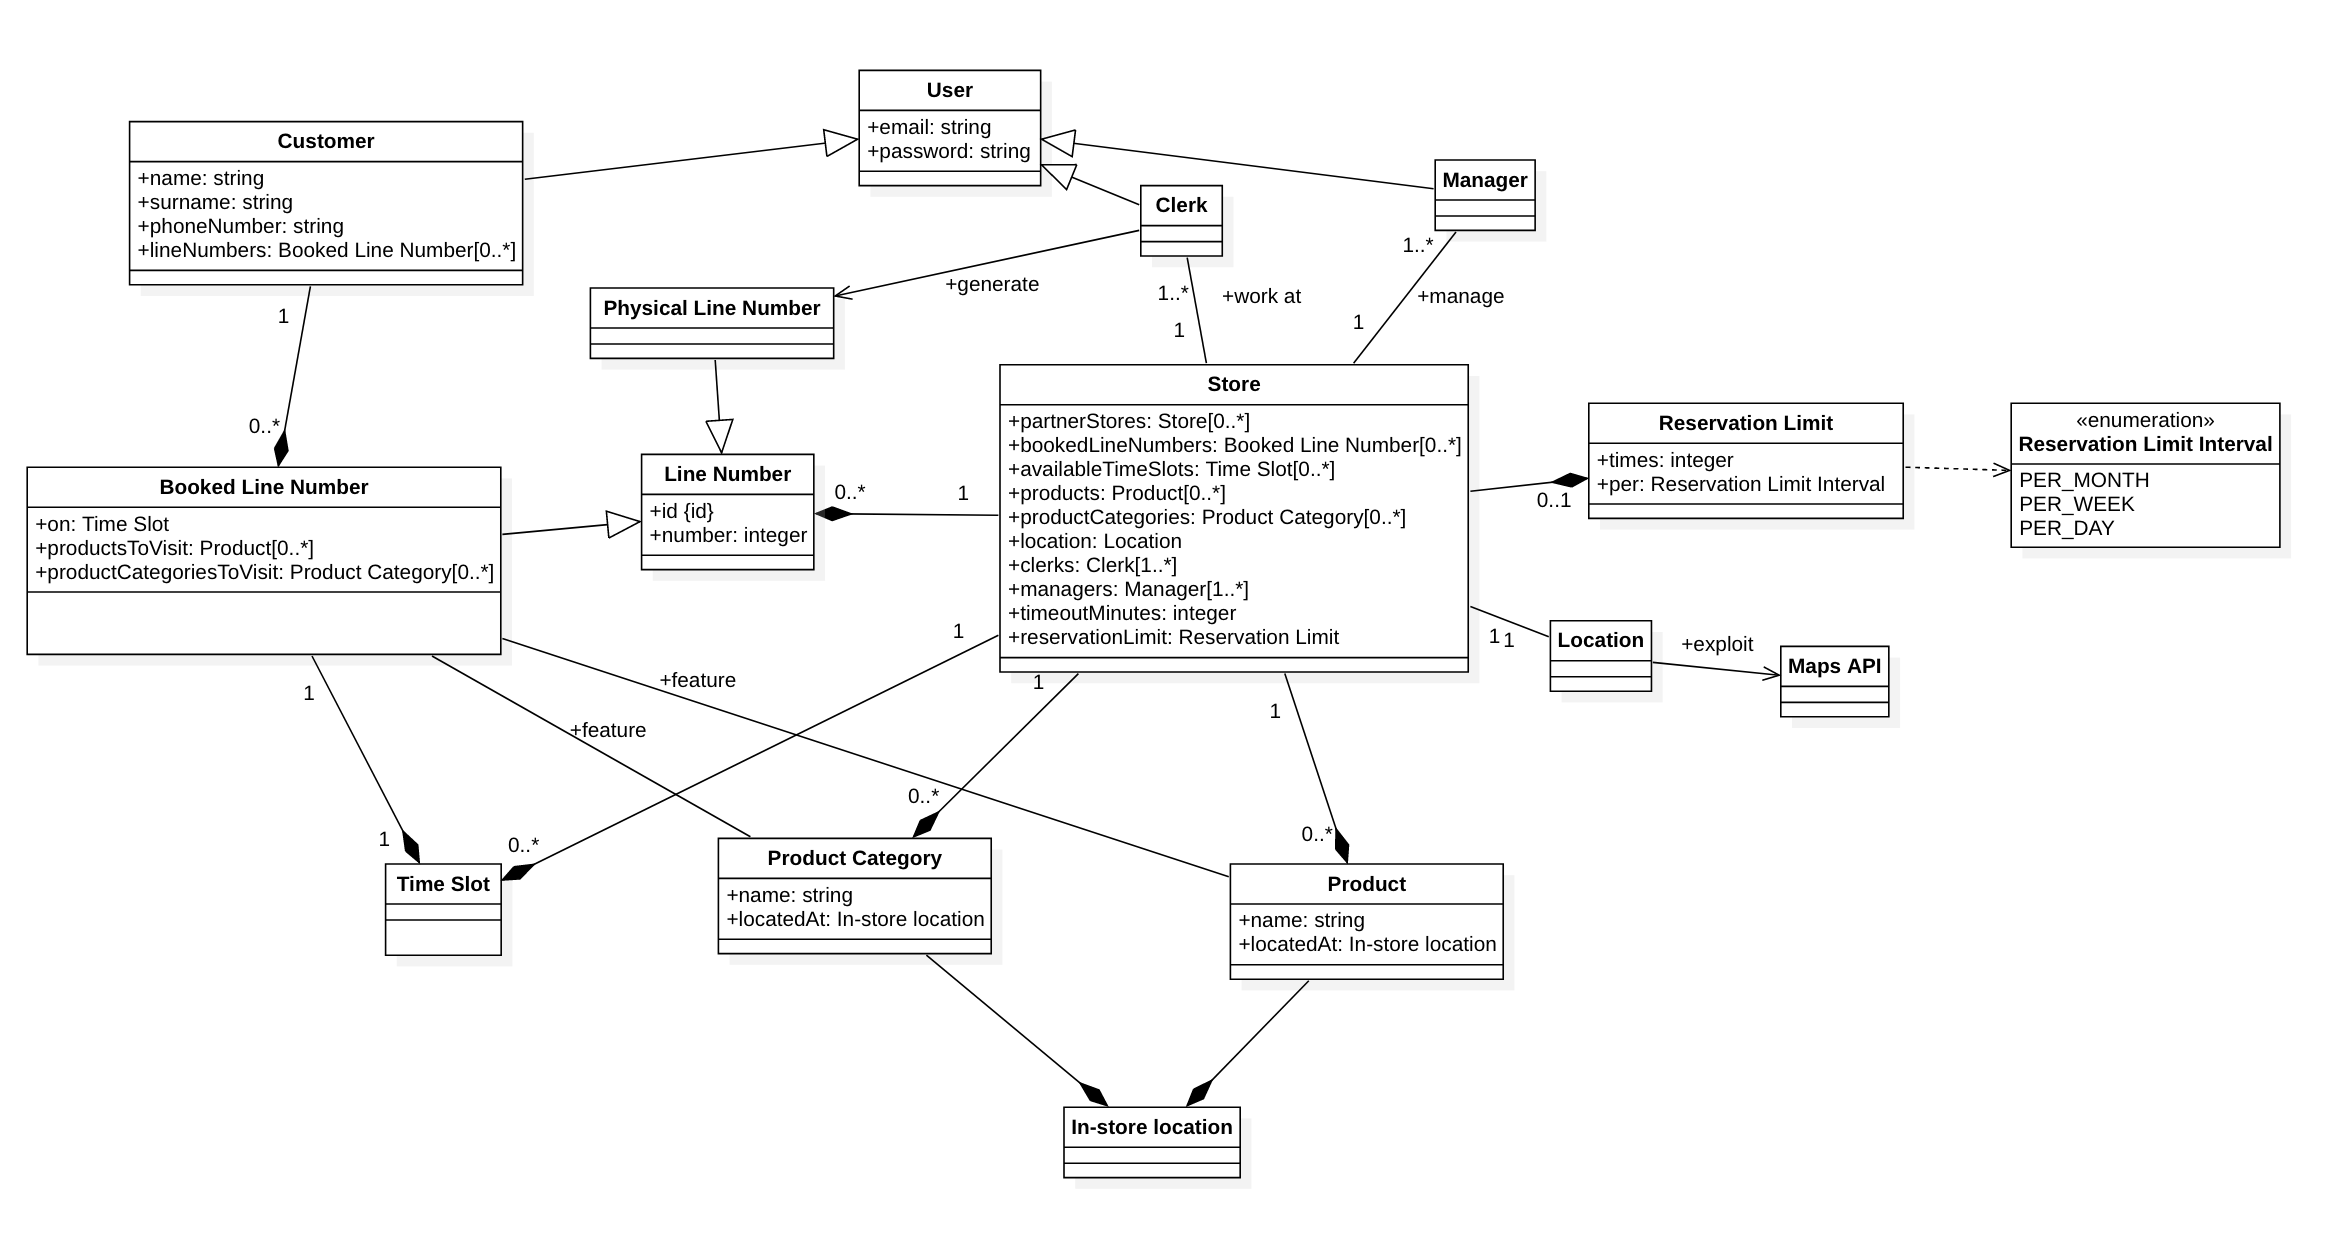 User
+email: string
+password: string
Customer
+name: string
+surname: string
+phoneNumber: string
+lineNumbers: Booked Line Number[0..*]
Clerk
Manager
1
0..*
+generate
1..*
1
+work at
1..*
1
+manage
Physical Line Number
Store
+partnerStores: Store[0..*]
+bookedLineNumbers: Booked Line Number[0..*]
+availableTimeSlots: Time Slot[0..*]
+products: Product[0..*]
+productCategories: Product Category[0..*]
+location: Location
+clerks: Clerk[1..*]
+managers: Manager[1..*]
+timeoutMinutes: integer
+reservationLimit: Reservation Limit
Reservation Limit
+times: integer
+per: Reservation Limit Interval
0..1
«enumeration»
Reservation Limit Interval
PER_MONTH
PER_WEEK
PER_DAY
Line Number
+id {id}
+number: integer
0..*
1
Booked Line Number
+on: Time Slot
+productsToVisit: Product[0..*]
+productCategoriesToVisit: Product Category[0..*]
1
1
Location
+exploit
Maps API
1
1
1
1
+feature
+feature
1
0..*
0..*
0..*
Time Slot
Product Category
+name: string
+locatedAt: In-store location
Product
+name: string
+locatedAt: In-store location
In-store location